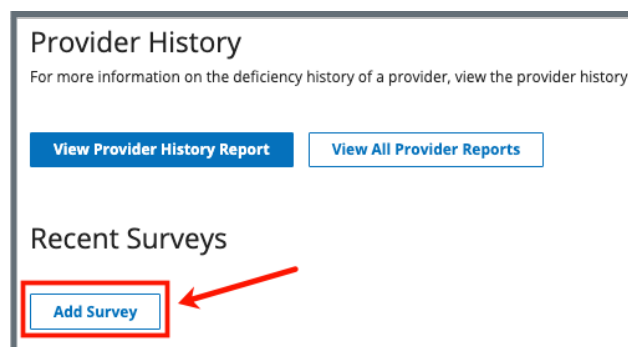 Provider History
For more information on the deficiency history of a provider, view the provider history
View Provider History Report
View All Provider Reports
Recent Surveys
Add Survey